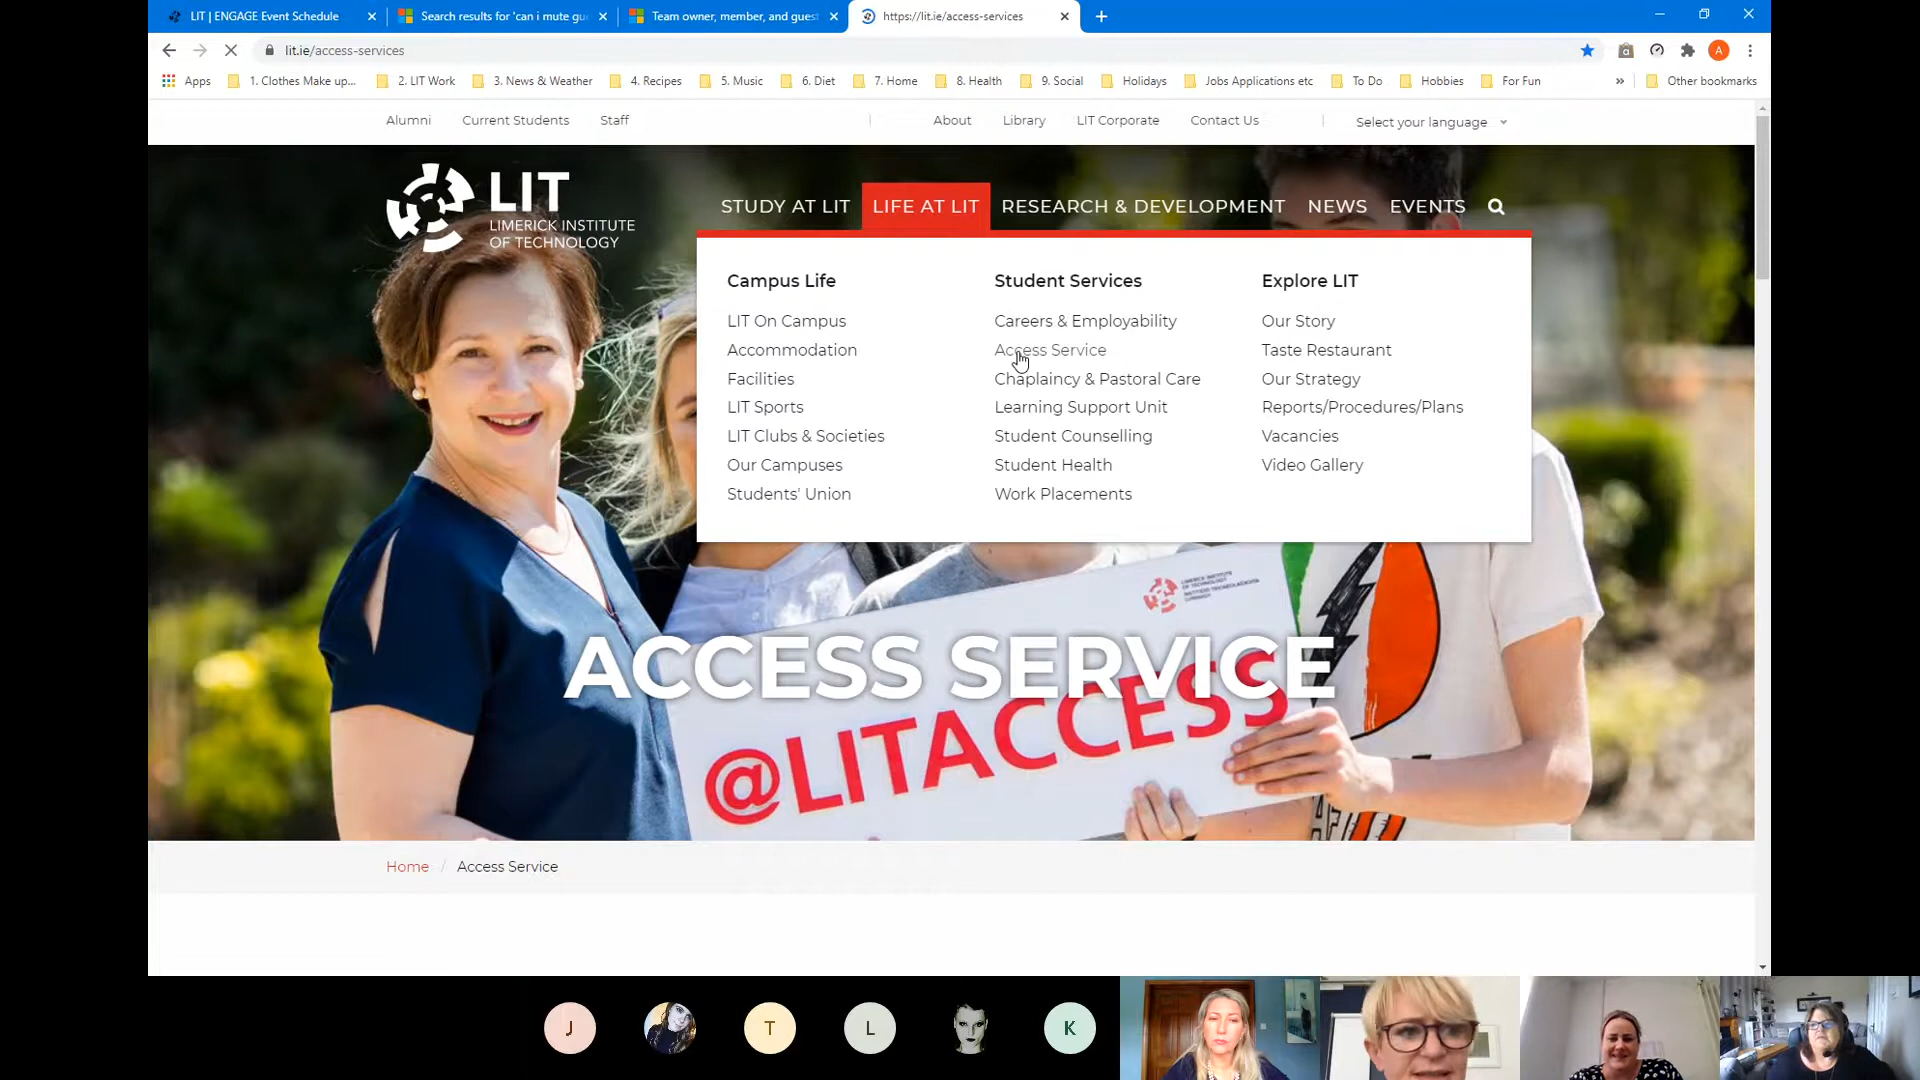 LIT | ENGAGE Event Schedule
Search results for 'can i mute gu
Team owner, member, and gues
https://lit.ie/access-services
lit.ie/access-services
A
Apps
1. Clothes Make up...
2. LIT Work
3. News & Weather
4. Recipes
5. Music
6. Diet
7. Home
8. Health
9. Social
Holidays
Jobs Applications etc
To Do
Hobbies
For Fun
»
Other bookmarks
Alumni
Current Students
Staff
About
Library
LIT Corporate
Contact Us
Select your language
LIT
LIMERICK INSTITUTE
OF TECHNOLOGY
STUDY AT LIT
LIFE AT LIT
RESEARCH & DEVELOPMENT
NEWS
EVENTS
Campus Life
LIT On Campus
Accommodation
Facilities
LIT Sports
LIT Clubs & Societies
Our Campuses
Students' Union
Student Services
Careers & Employability
Access Service
Chaplaincy & Pastoral Care
Learning Support Unit
Student Counselling
Student Health
Work Placements
Explore LIT
Our Story
Taste Restaurant
Our Strategy
Reports/Procedures/Plans
Vacancies
Video Gallery
LIMERICK INSTITUTE
OF TECHNOLOGY
ACCESS SERVICE
@LITACCESS
Home / Access Service
J
T
L
K